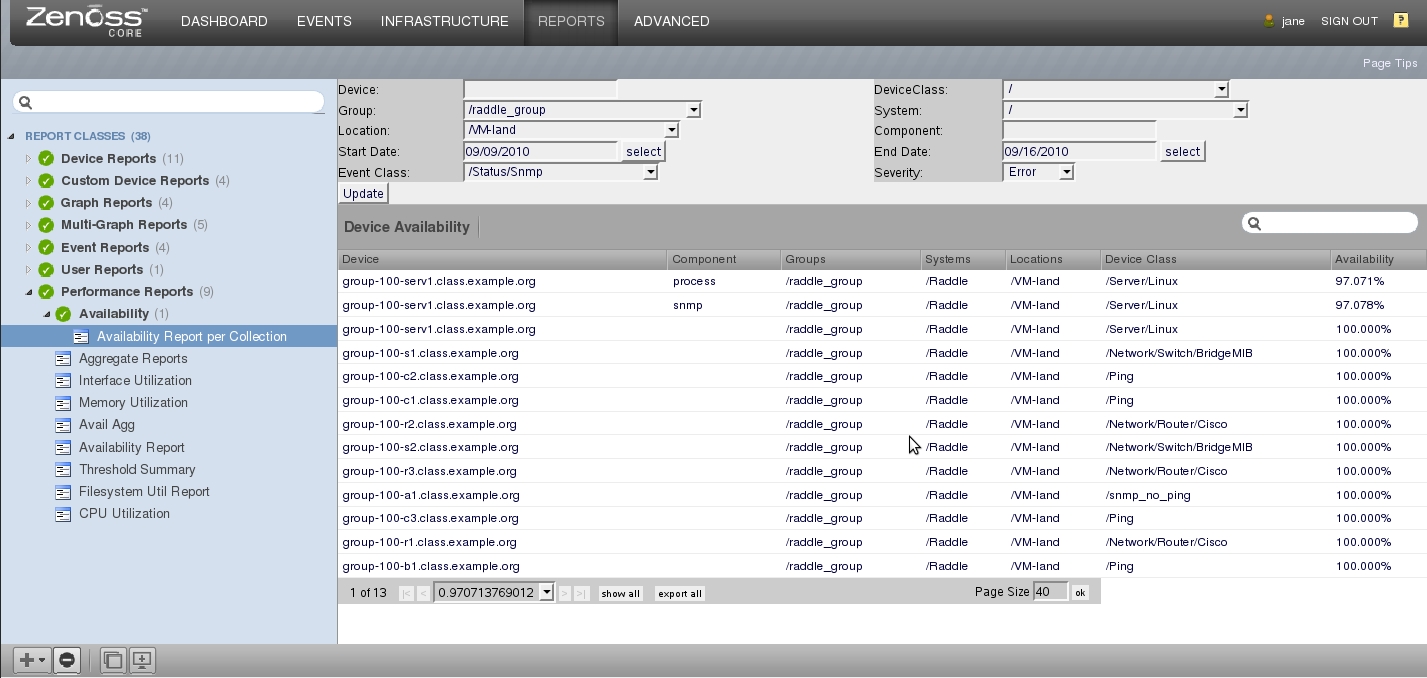 Zenoss CORE DASHBOARD EVENTS INFRASTRUCTURE REPORTS ADVANCED jane SIGN OUT ?
Page Tips
REPORT CLASSES (38)
Device Reports (11)
Custom Device Reports (4)
Graph Reports (4)
Multi-Graph Reports (5)
Event Reports (4)
User Reports (1)
Performance Reports (9)
Availability (1)
Availability Report per Collection
Aggregate Reports
Interface Utilization
Memory Utilization
Avail Agg
Availability Report
Threshold Summary
Filesystem Util Report
CPU Utilization
Device: DeviceClass: /
Group: /raddle_group System: /
Location: /VM-land Component:
Start Date: 09/09/2010 select End Date: 09/16/2010 select
Event Class: /Status/Snmp Severity: Error
Update
Device Availability
Device Component Groups Systems Locations Device Class Availability
group-100-serv1.class.example.org process /raddle_group /Raddle /VM-land /Server/Linux 97.071%
group-100-serv1.class.example.org snmp /raddle_group /Raddle /VM-land /Server/Linux 97.078%
group-100-serv1.class.example.org /raddle_group /Raddle /VM-land /Server/Linux 100.000%
group-100-s1.class.example.org /raddle_group /Raddle /VM-land /Network/Switch/BridgeMIB 100.000%
group-100-c2.class.example.org /raddle_group /Raddle /VM-land /Ping 100.000%
group-100-c1.class.example.org /raddle_group /Raddle /VM-land /Ping 100.000%
group-100-r2.class.example.org /raddle_group /Raddle /VM-land /Network/Router/Cisco 100.000%
group-100-s2.class.example.org /raddle_group /Raddle /VM-land /Network/Switch/BridgeMIB 100.000%
group-100-r3.class.example.org /raddle_group /Raddle /VM-land /Network/Router/Cisco 100.000%
group-100-a1.class.example.org /raddle_group /Raddle /VM-land /snmp_no_ping 100.000%
group-100-c3.class.example.org /raddle_group /Raddle /VM-land /Ping 100.000%
group-100-r1.class.example.org /raddle_group /Raddle /VM-land /Network/Router/Cisco 100.000%
group-100-b1.class.example.org /raddle_group /Raddle /VM-land /Ping 100.000%
1 of 13 |< < 0.970713769012 > >| show all export all Page Size 40 ok